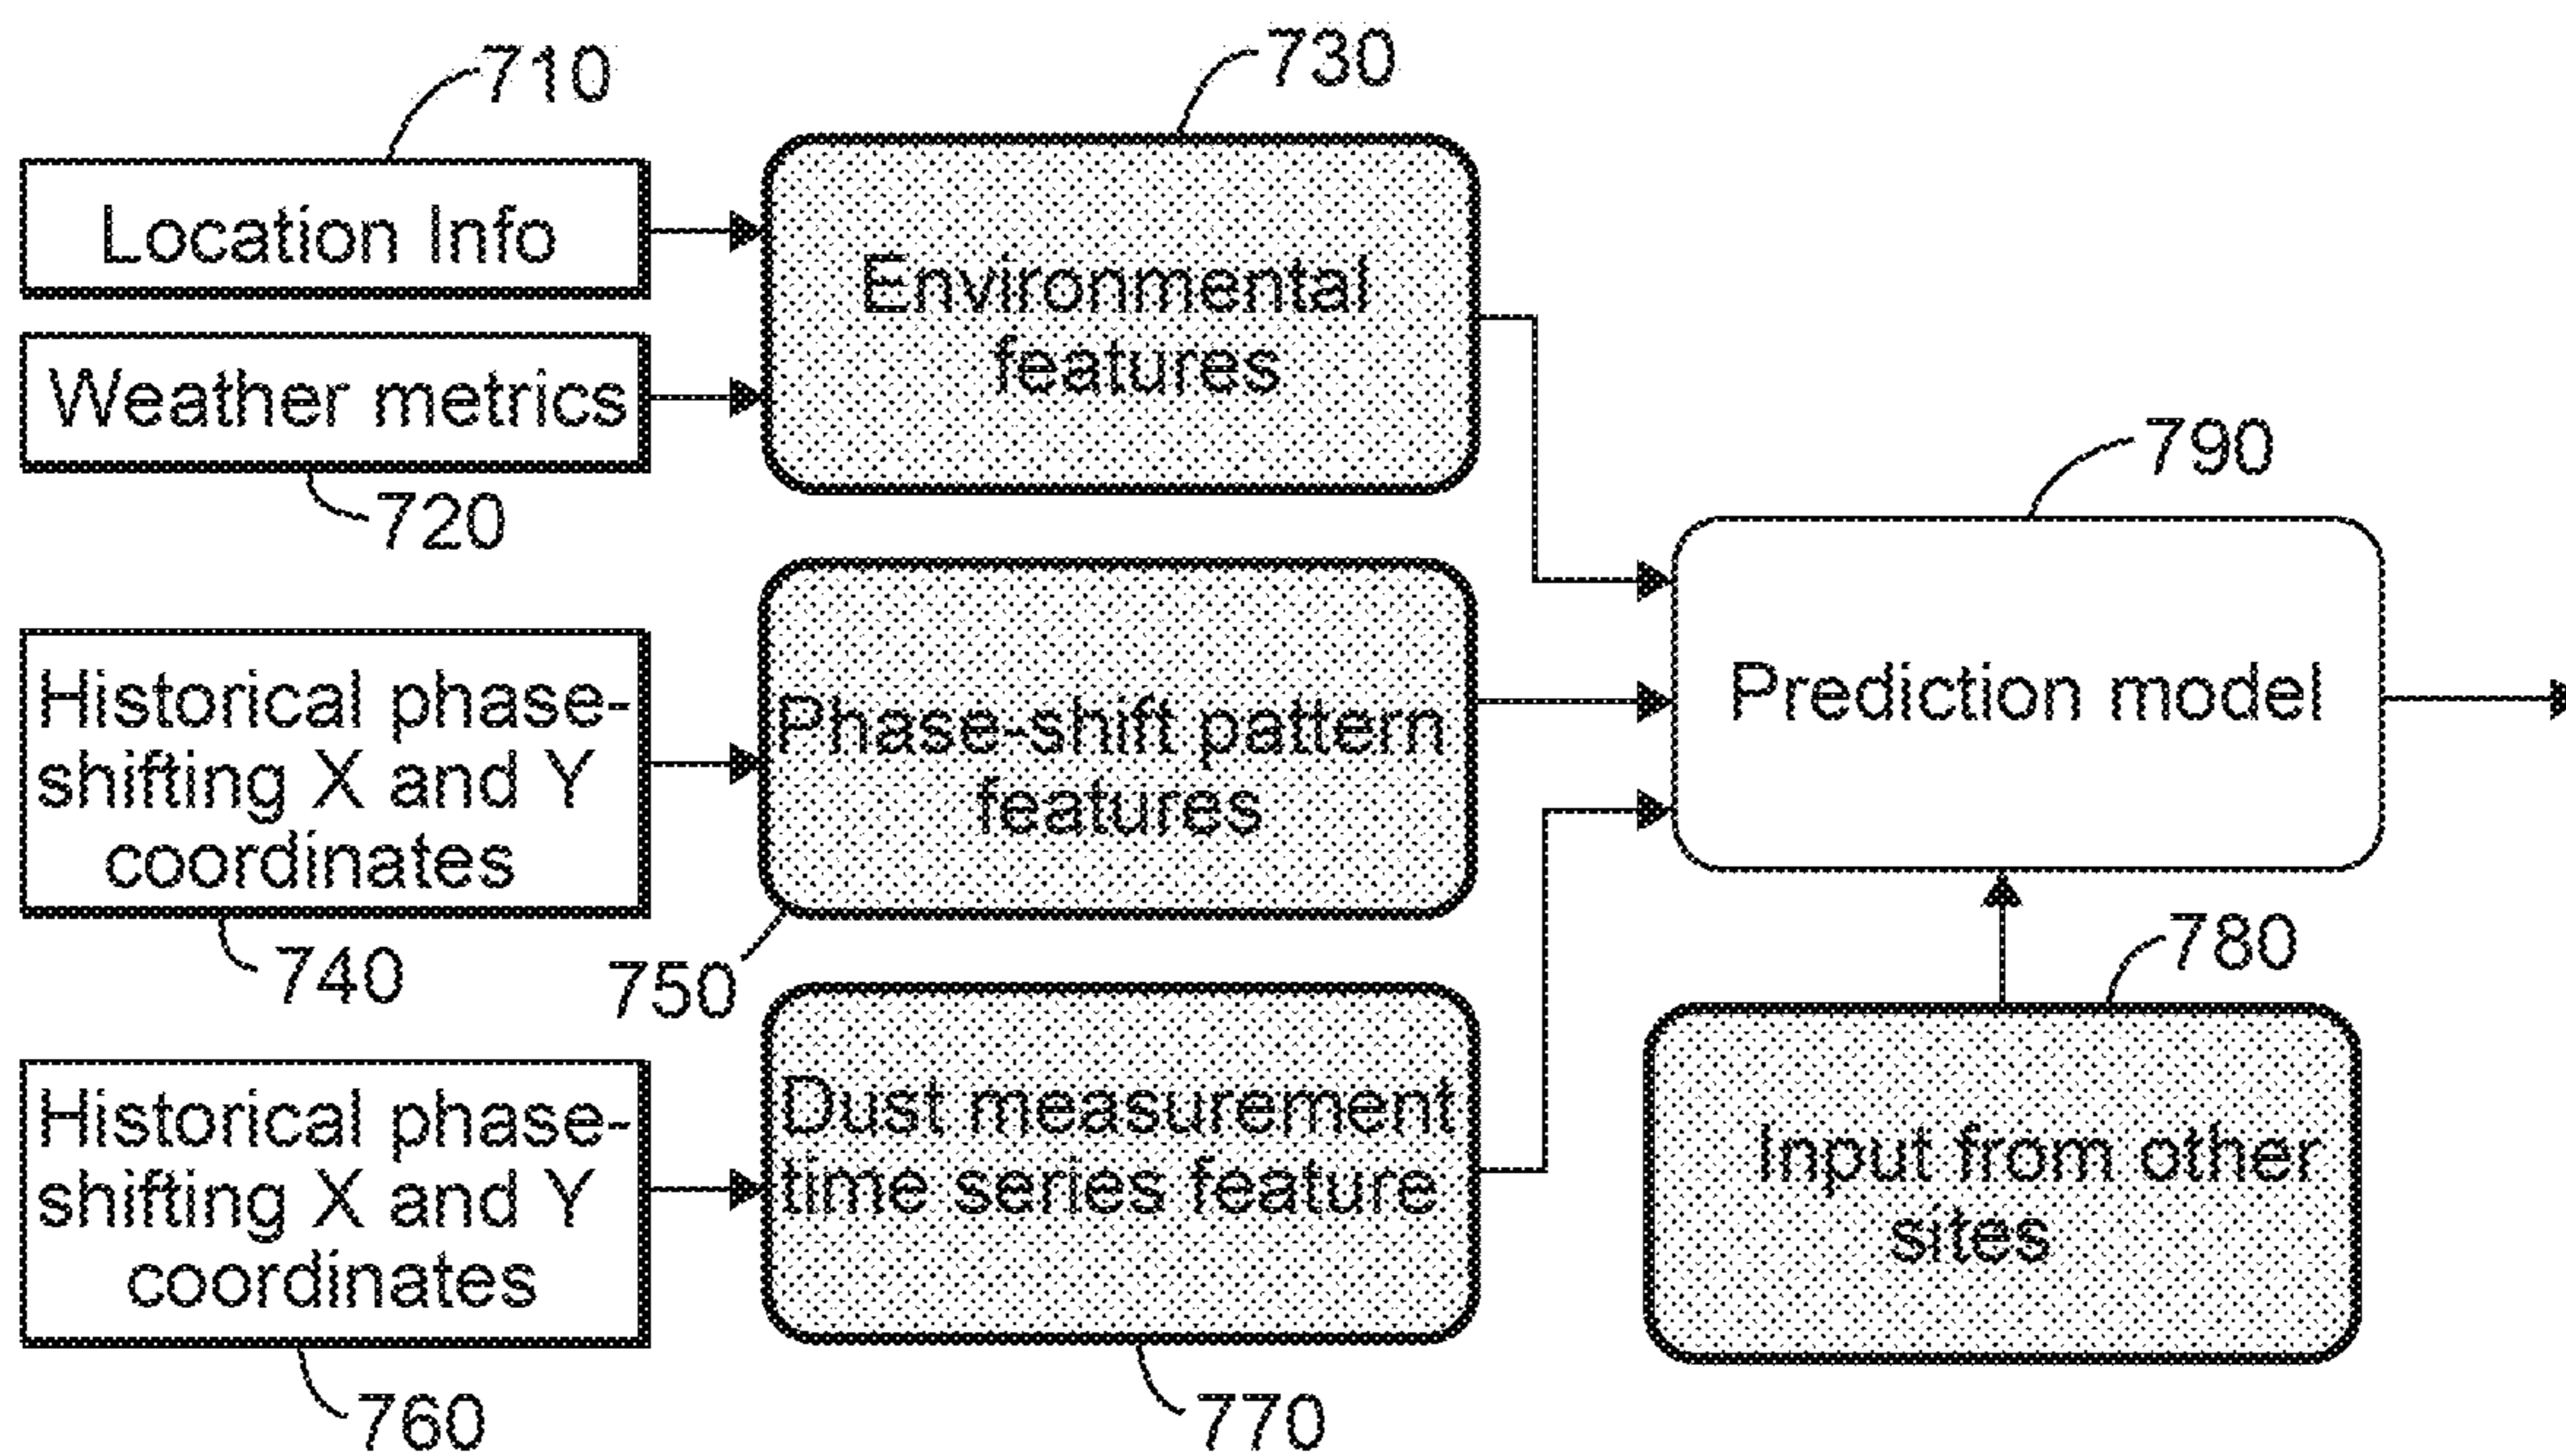 710
730
Location Info
Environmental
features
Weather metrics
720
790
Historical phase-
shifting X and Y
coordinates
Phase-shift pattern
features
Prediction model
740
750
780
Historical phase-
shifting X and Y
coordinates
Dust measurement
time series feature
Input from other
sites
760
770